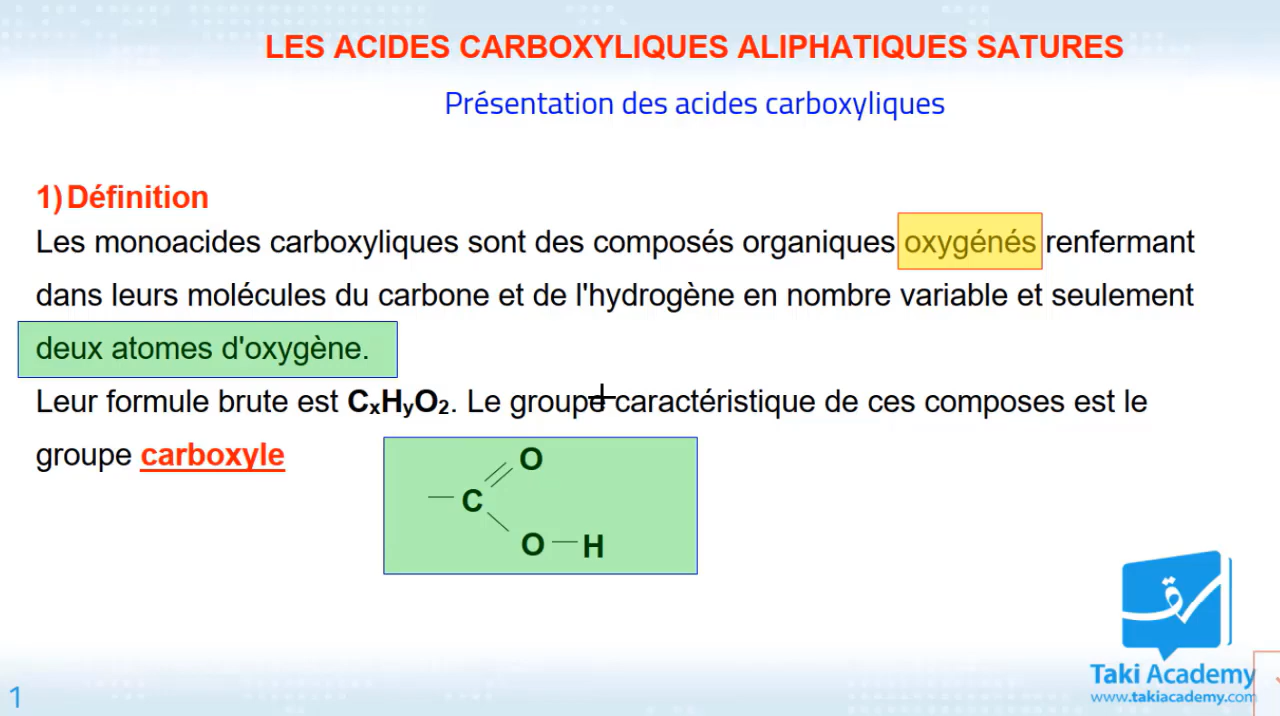 LES ACIDES CARBOXYLIQUES ALIPHATIQUES SATURES
Présentation des acides carboxyliques
1) Définition
Les monoacides carboxyliques sont des composés organiques oxygénés renfermant
dans leurs molécules du carbone et de l'hydrogène en nombre variable et seulement
deux atomes d'oxygène.
Leur formule brute est CxHyO2. Le groupe caractéristique de ces composes est le
groupe carboxyle
O
C
O H
Taki Academy
www.takiacademy.com
1